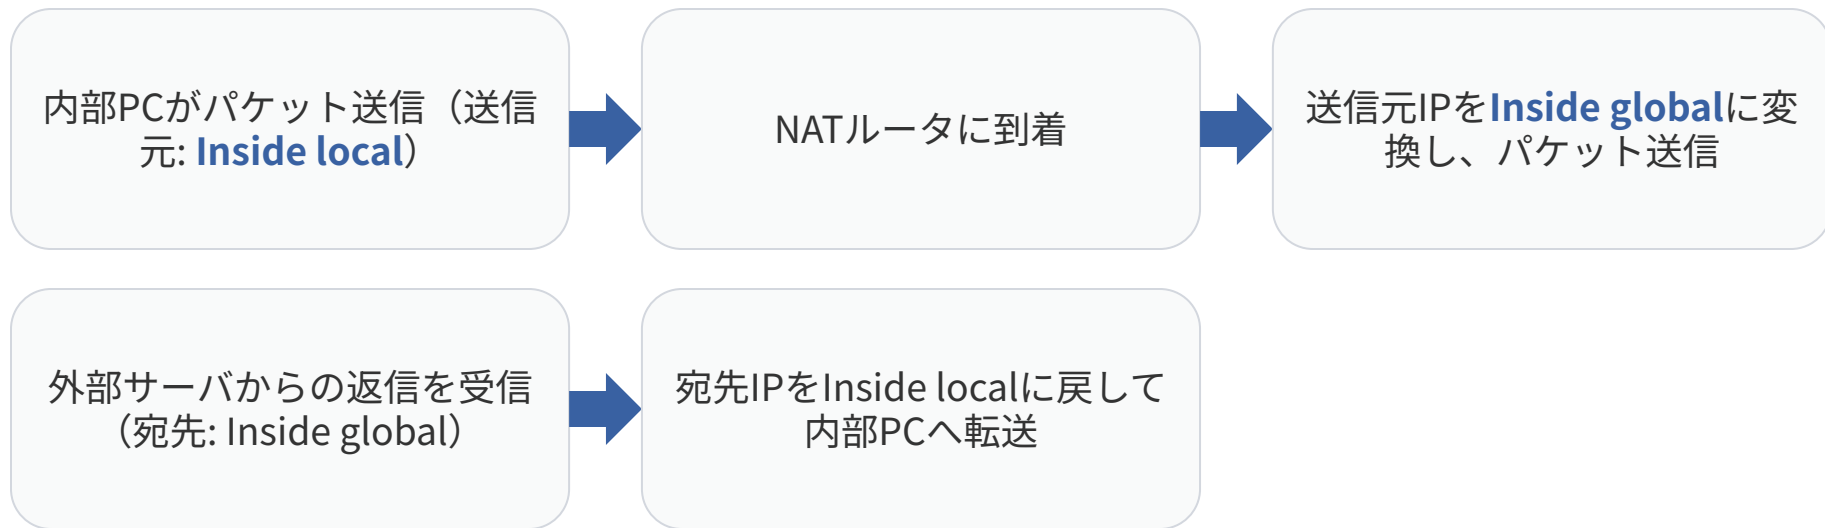 内部PCがパケット送信（送信
元: Inside local）
NATルータに到着
送信元IPをInside globalに変
換し、パケット送信
外部サーバからの返信を受信
（宛先: Inside global）
宛先IPをInside localに戻して
内部PCへ転送